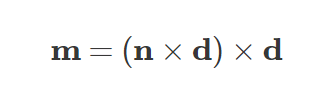 m = (n × d) × d